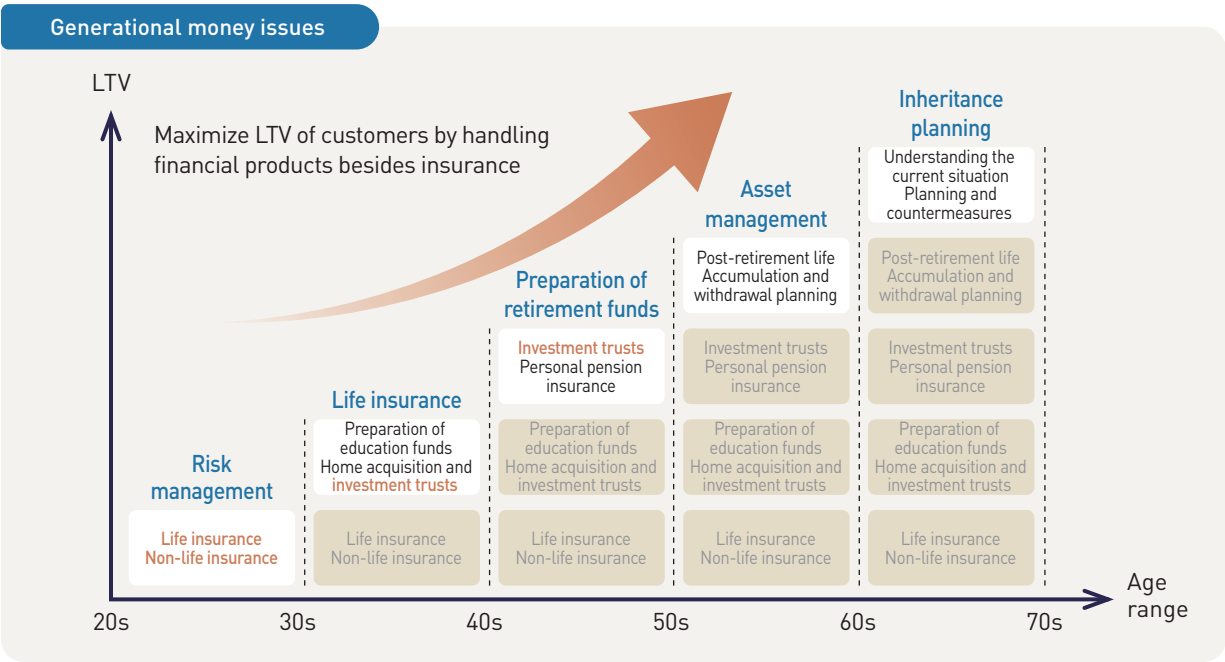 Generational money issues
LTV
Maximize LTV of customers by handling
financial products besides insurance
Risk
management
Life insurance
Non-life insurance
Life insurance
Preparation of
education funds
Home acquisition and
investment trusts
Life insurance
Non-life insurance
Preparation of
retirement funds
Investment trusts
Personal pension
insurance
Preparation of
education funds
Home acquisition and
investment trusts
Life insurance
Non-life insurance
Asset
management
Post-retirement life
Accumulation and
withdrawal planning
Investment trusts
Personal pension
insurance
Preparation of
education funds
Home acquisition and
investment trusts
Life insurance
Non-life insurance
Inheritance
planning
Understanding the
current situation
Planning and
countermeasures
Post-retirement life
Accumulation and
withdrawal planning
Investment trusts
Personal pension
insurance
Preparation of
education funds
Home acquisition and
investment trusts
Life insurance
Non-life insurance
20s
30s
40s
50s
60s
70s
Age
range